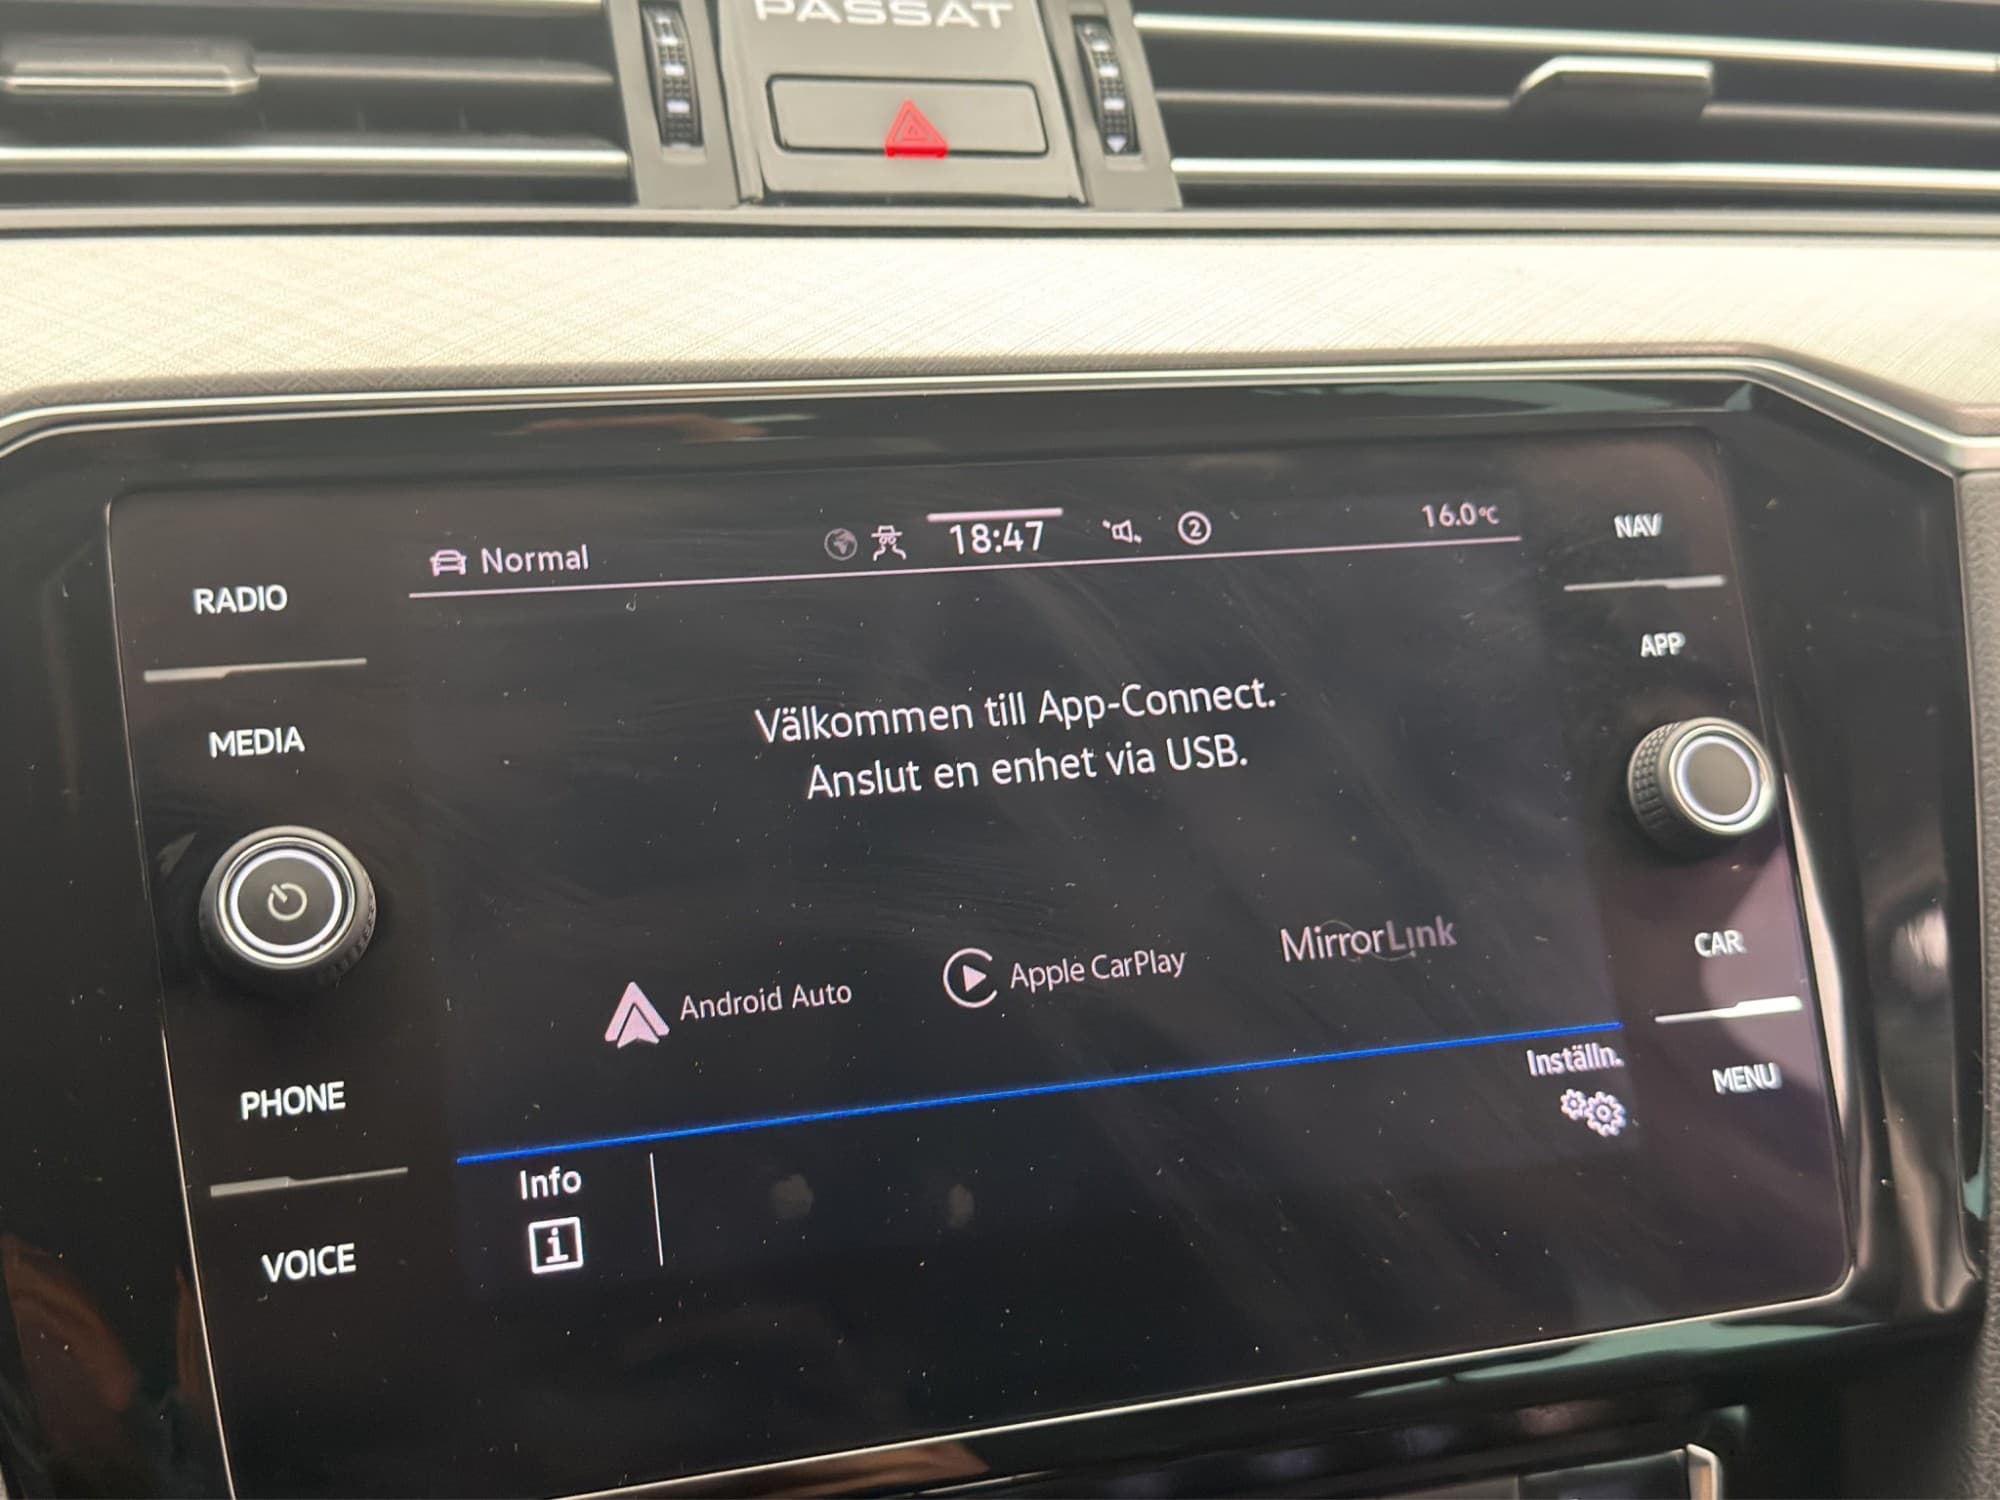 PASSAT
Normal
18:47
2
16.0°C
NAV
RADIO
APP
Välkommen till App-Connect.
Anslut en enhet via USB.
MEDIA
Android Auto
Apple CarPlay
MirrorLink
CAR
Inställn.
MENU
PHONE
Info
i
VOICE